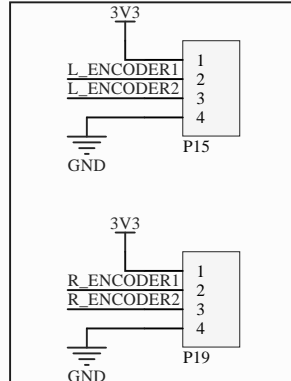 3V3
1
L_ENCODER1
2
L_ENCODER2
3
4
P15
GND
3V3
1
R_ENCODER1
2
R_ENCODER2
3
4
P19
GND